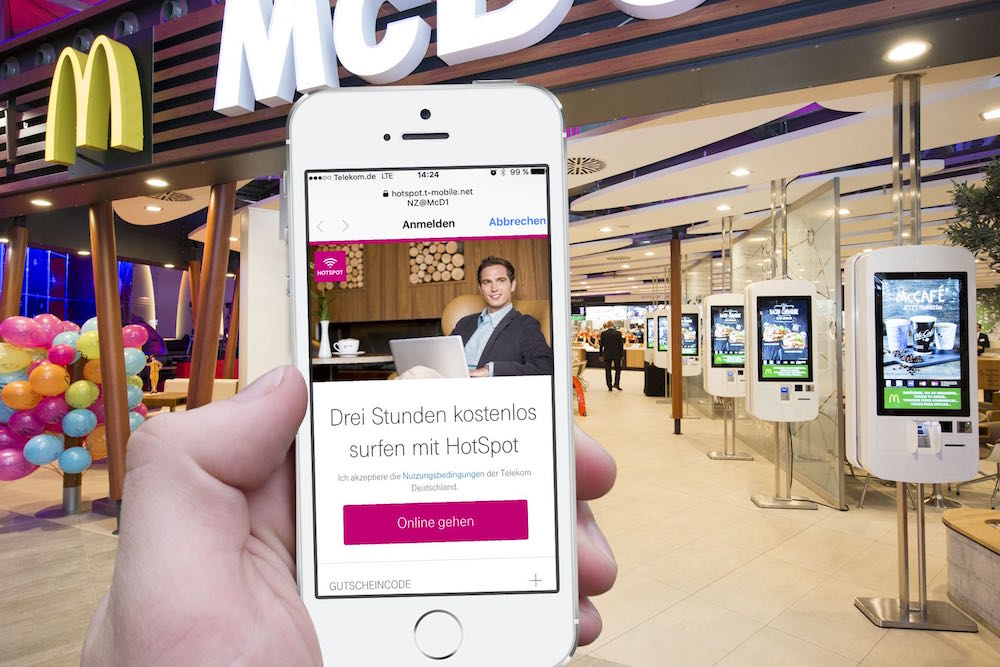 McD
●●●○○ Telekom.de LTE 14:24 99 %
hotspot.t-mobile.net
NZ@McD1
Anmelden Abbrechen
HOTSPOT
Drei Stunden kostenlos
surfen mit HotSpot
Ich akzeptiere die Nutzungsbedingungen der Telekom
Deutschland.
Online gehen
GUTSCHEINCODE
McCAFÉ